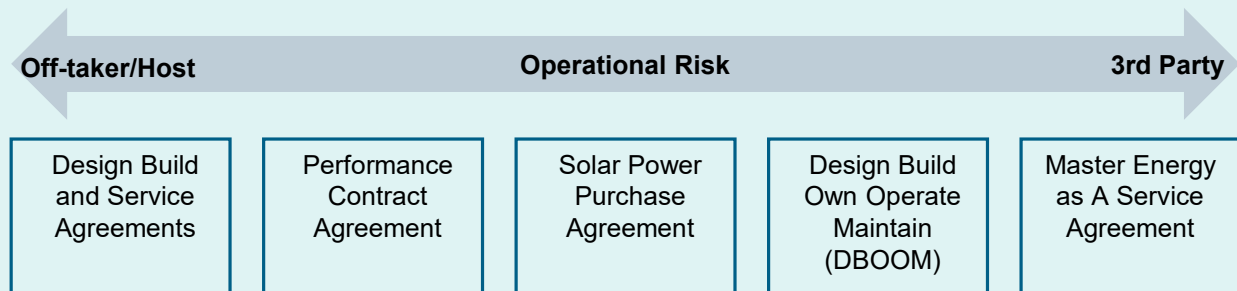 Off-taker/Host Operational Risk 3rd Party
Design Build
and Service
Agreements
Performance
Contract
Agreement
Solar Power
Purchase
Agreement
Design Build
Own Operate
Maintain
(DBOOM)
Master Energy
as A Service
Agreement